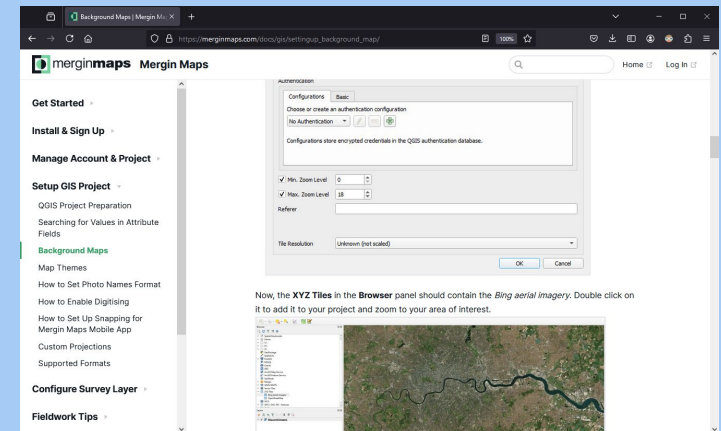 Background Maps | Mergin Ma
https://merginmaps.com/docs/gis/settingup_background_map/
100%
merginmaps Mergin Maps
Home
Log In
Get Started
Install & Sign Up
Manage Account & Project
Setup GIS Project
QGIS Project Preparation
Searching for Values in Attribute
Fields
Background Maps
Map Themes
How to Set Photo Names Format
How to Enable Digitising
How to Set Up Snapping for
Mergin Maps Mobile App
Custom Projections
Supported Formats
Configure Survey Layer
Fieldwork Tips
Authentication
Configurations Basic
Choose or create an authentication configuration
No Authentication
Configurations store encrypted credentials in the QGIS authentication database.
Min. Zoom Level 0
Max. Zoom Level 18
Referer
Tile Resolution Unknown (not scaled)
OK Cancel
Now, the XYZ Tiles in the Browser panel should contain the Bing aerial imagery. Double click on
it to add it to your project and zoom to your area of interest.